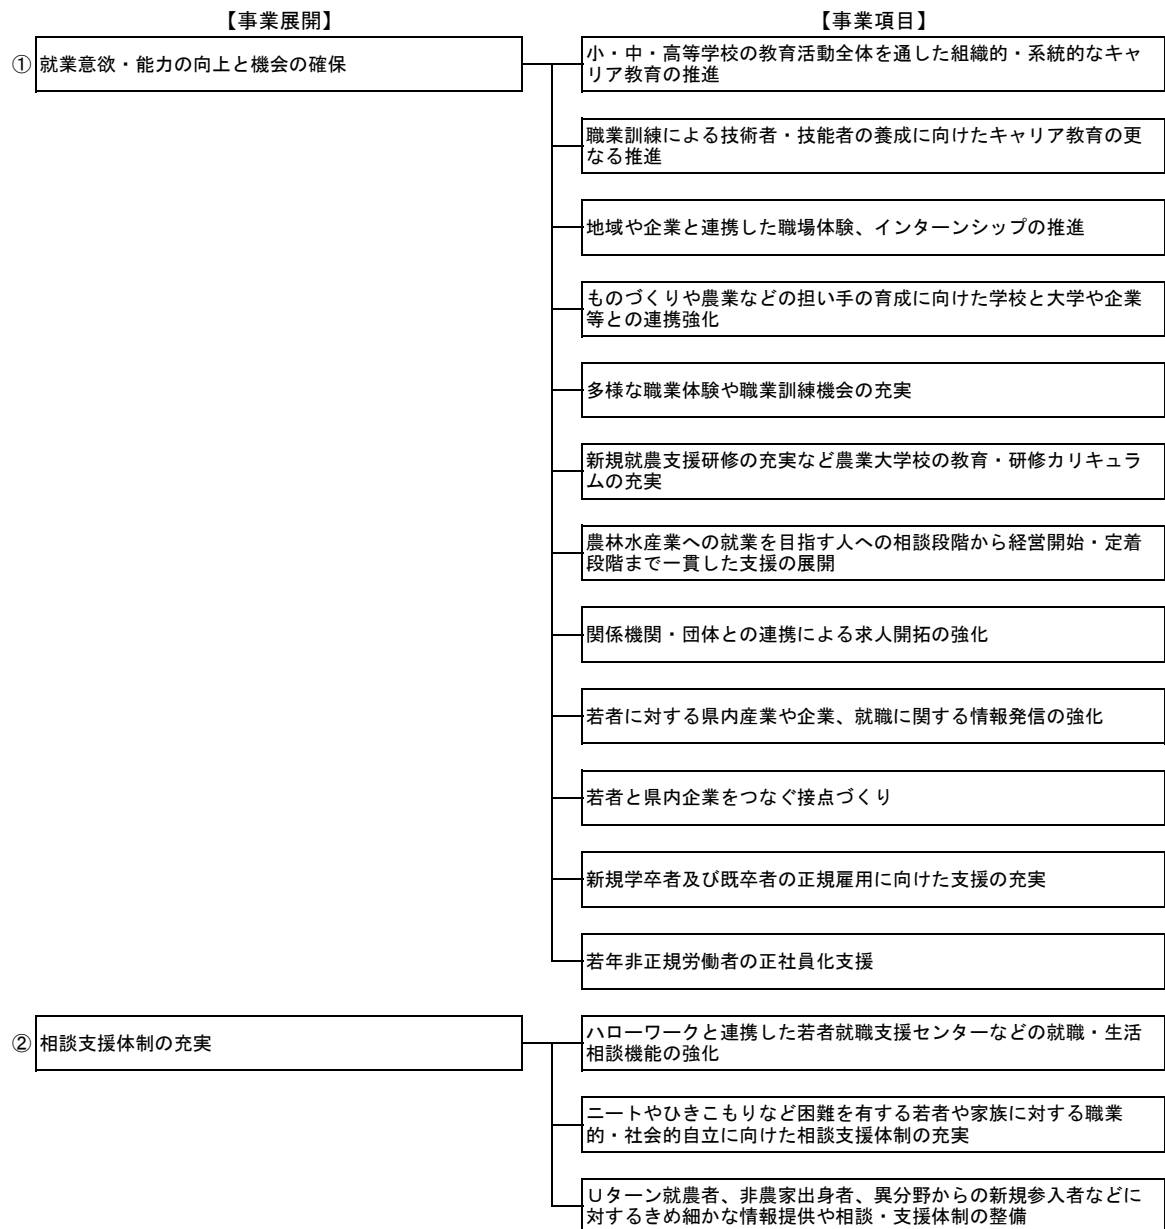 【事業展開】
【事業項目】
① 就業意欲・能力の向上と機会の確保
小・中・高等学校の教育活動全体を通した組織的・系統的なキャ
リア教育の推進
職業訓練による技術者・技能者の養成に向けたキャリア教育の更
なる推進
地域や企業と連携した職場体験、インターンシップの推進
ものづくりや農業などの担い手の育成に向けた学校と大学や企業
等との連携強化
多様な職業体験や職業訓練機会の充実
新規就農支援研修の充実など農業大学校の教育・研修カリキュラ
ムの充実
農林水産業への就業を目指す人への相談段階から経営開始・定着
段階まで一貫した支援の展開
関係機関・団体との連携による求人開拓の強化
若者に対する県内産業や企業、就職に関する情報発信の強化
若者と県内企業をつなぐ接点づくり
新規学卒者及び既卒者の正規雇用に向けた支援の充実
若年非正規労働者の正社員化支援
② 相談支援体制の充実
ハローワークと連携した若者就職支援センターなどの就職・生活
相談機能の強化
ニートやひきこもりなど困難を有する若者や家族に対する職業
的・社会的自立に向けた相談支援体制の充実
Ｕターン就農者、非農家出身者、異分野からの新規参入者などに
対するきめ細かな情報提供や相談・支援体制の整備